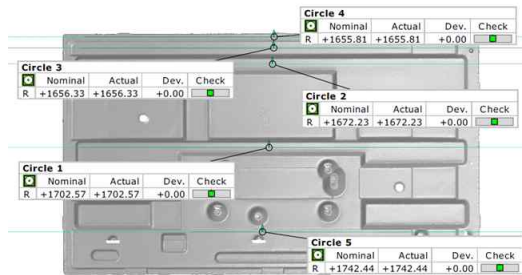 Circle 4
Nominal Actual Dev. Check
R +1655.81 +1655.81 +0.00
Circle 3
Nominal Actual Dev. Check
R +1656.33 +1656.33 +0.00
Circle 2
Nominal Actual Dev. Check
R +1672.23 +1672.23 +0.00
Circle 1
Nominal Actual Dev. Check
R +1702.57 +1702.57 +0.00
Circle 5
Nominal Actual Dev. Check
R +1742.44 +1742.44 +0.00